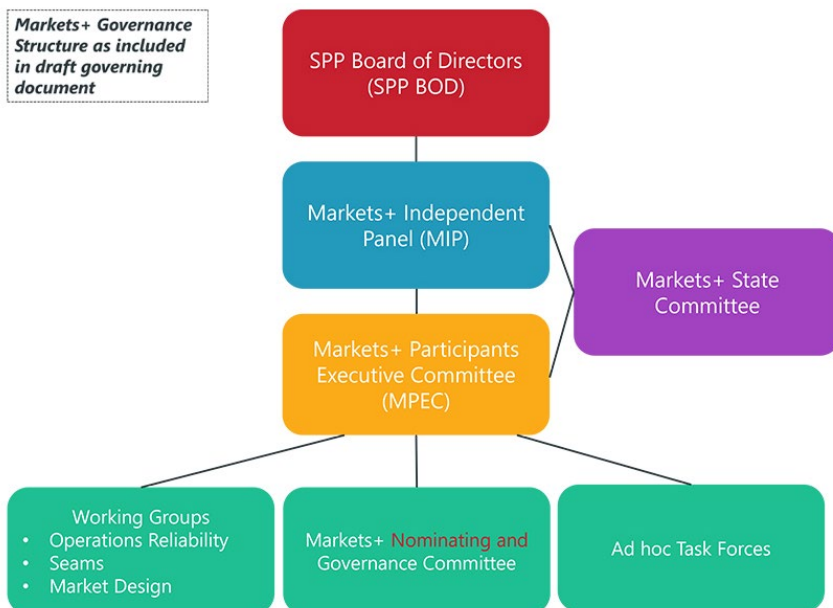 Markets+ Governance
Structure as included
in draft governing
document
SPP Board of Directors
(SPP BOD)
Markets+ Independent
Panel (MIP)
Markets+ State
Committee
Markets+ Participants
Executive Committee
(MPEC)
Working Groups
• Operations Reliability
• Seams
• Market Design
Markets+ Nominating and
Governance Committee
Ad hoc Task Forces